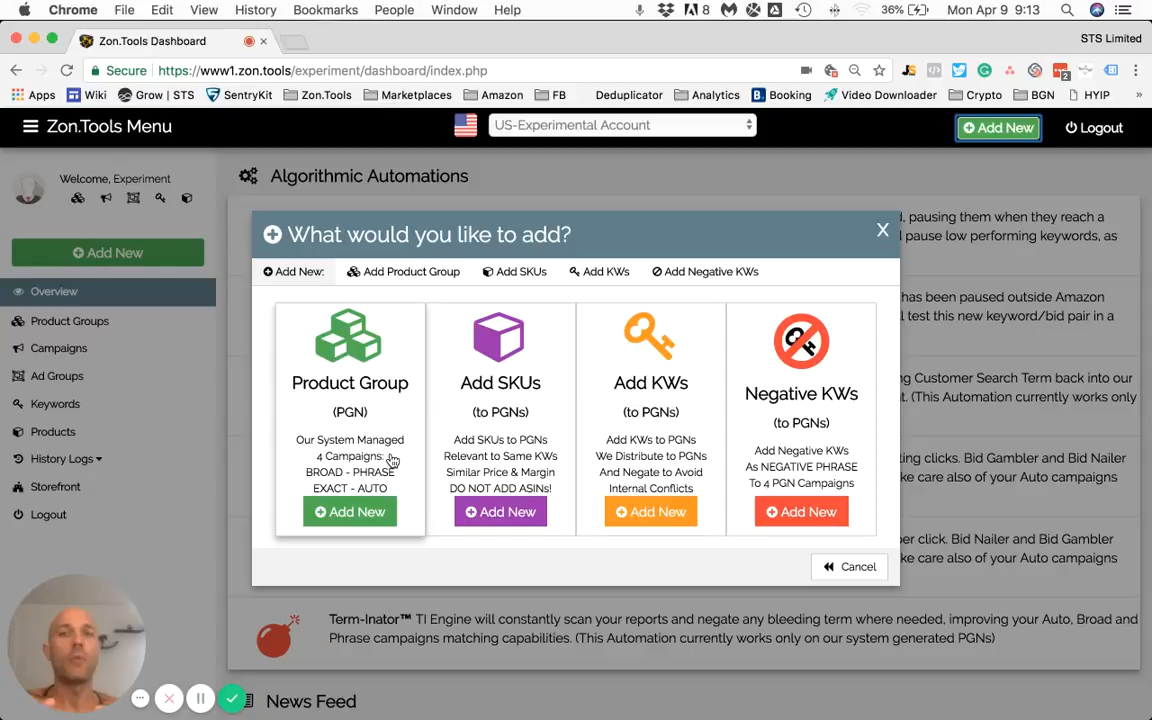 Chrome File Edit View History Bookmarks People Window Help 8 36% Mon Apr 9 9:13
Zon.Tools Dashboard STS Limited
Secure https://www1.zon.tools/experiment/dashboard/index.php 2
Apps Wiki Grow | STS SentryKit Zon.Tools Marketplaces Amazon FB Deduplicator Analytics Booking Video Downloader Crypto BGN HYIP »
Zon.Tools Menu US-Experimental Account Add New Logout
Welcome, Experiment
Add New
Overview
Product Groups
Campaigns
Ad Groups
Keywords
Products
History Logs
Storefront
Logout
Algorithmic Automations
d, pausing them when they reach a
d pause low performing keywords, as
has been paused outside Amazon
l test this new keyword/bid pair in a
ng Customer Search Term back into our
t. (This Automation currently works only
ting clicks. Bid Gambler and Bid Nailer
ke care also of your Auto campaigns
er click. Bid Nailer and Bid Gambler
ke care also of your Auto campaigns
What would you like to add? X
Add New: Add Product Group Add SKUs Add KWs Add Negative KWs
Product Group
(PGN)
Our System Managed
4 Campaigns:
BROAD - PHRASE
EXACT - AUTO
Add New
Add SKUs
(to PGNs)
Add SKUs to PGNs
Relevant to Same KWs
Similar Price & Margin
DO NOT ADD ASINs!
Add New
Add KWs
(to PGNs)
Add KWs to PGNs
We Distribute to PGNs
And Negate to Avoid
Internal Conflicts
Add New
Negative KWs
(to PGNs)
Add Negative KWs
As NEGATIVE PHRASE
To 4 PGN Campaigns
Add New
Cancel
Term-Inator™ TI Engine will constantly scan your reports and negate any bleeding term where needed, improving your Auto, Broad and
Phrase campaigns matching capabilities. (This Automation currently works only on our system generated PGNs)
News Feed